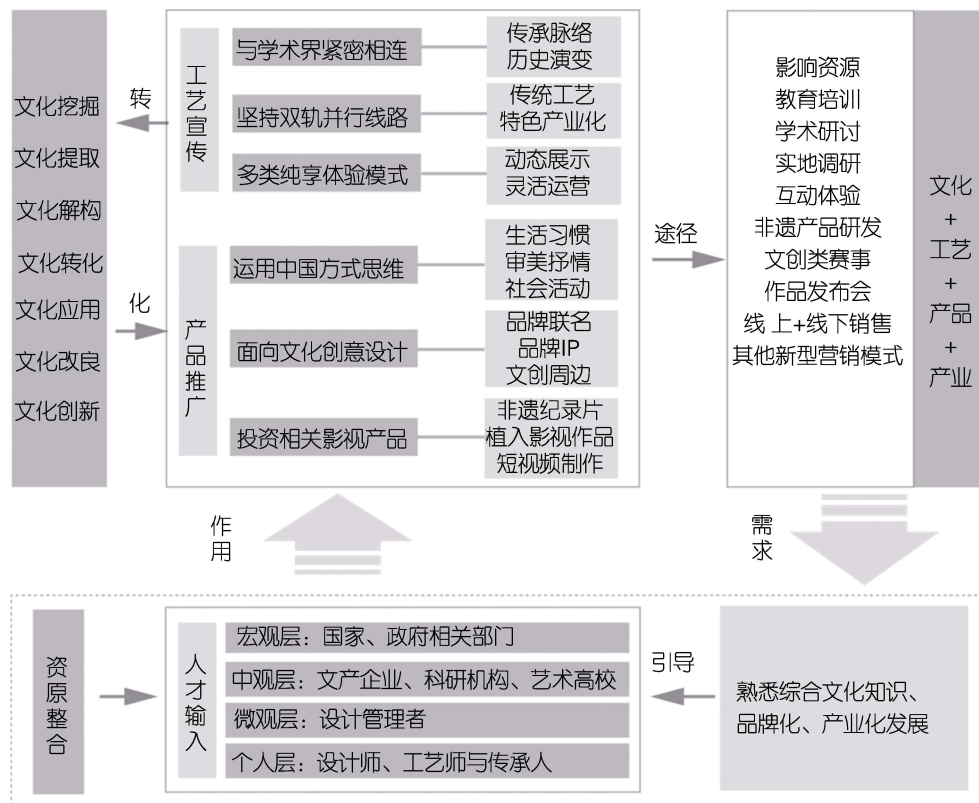 文化挖掘
文化提取
文化解构
文化转化
文化应用
文化改良
文化创新
转
化
工艺宣传
与学术界紧密相连
传承脉络
历史演变
坚持双轨并行线路
传统工艺
特色产业化
多类纯享体验模式
动态展示
灵活运营
产品推广
运用中国方式思维
生活习惯
审美抒情
社会活动
面向文化创意设计
品牌联名
品牌IP
文创周边
投资相关影视产品
非遗纪录片
植入影视作品
短视频制作
途径
影响资源
教育培训
学术研讨
实地调研
互动体验
非遗产品研发
文创类赛事
作品发布会
线 上+线下销售
其他新型营销模式
文化
+
工艺
+
产品
+
产业
作用
需求
资原整合
人才输入
宏观层：国家、政府相关部门
中观层：文产企业、科研机构、艺术高校
微观层：设计管理者
个人层：设计师、工艺师与传承人
引导
熟悉综合文化知识、
品牌化、产业化发展